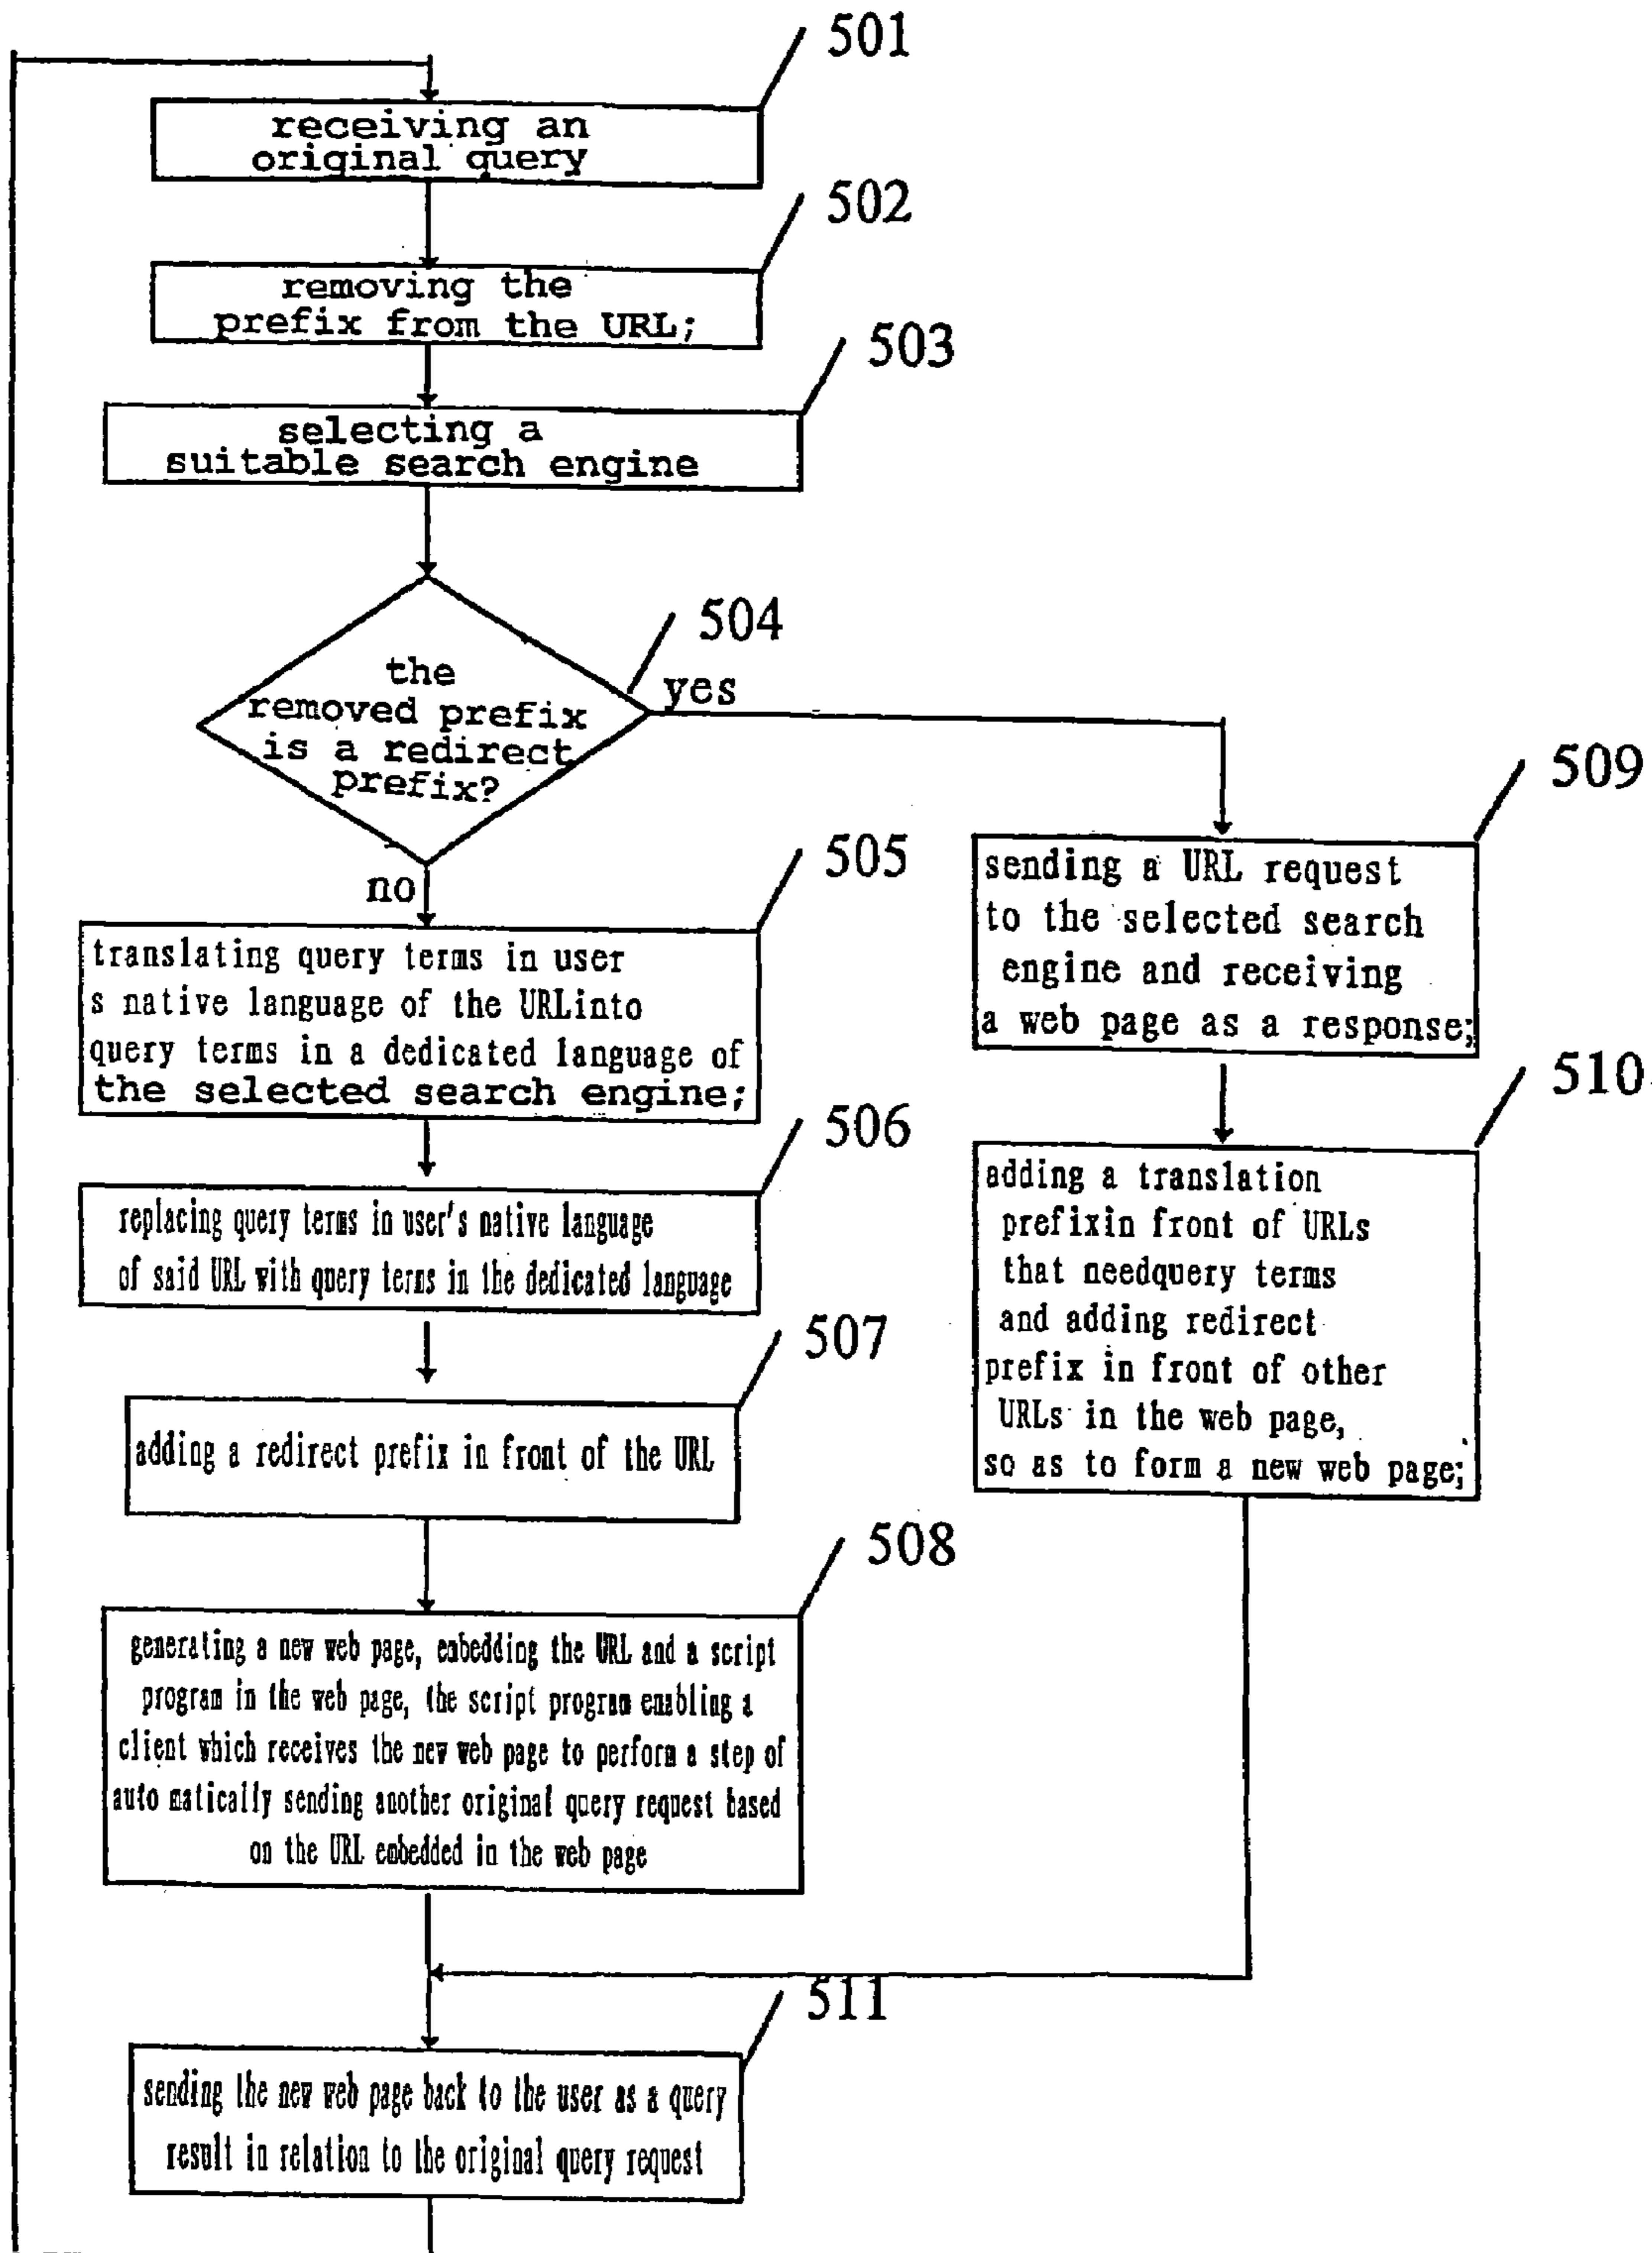 501
receiving an
original query
502
removing the
prefix from the URL;
503
selecting a
suitable search engine
504
the
removed prefix
is a redirect
prefix?
yes
no
505
translating query terms in user
s native language of the URLinto
query terms in a dedicated language of
the selected search engine;
506
replacing query terms in user's native language
of said URL with query terms in the dedicated language
507
adding a redirect prefix in front of the URL
508
generating a new web page, embedding the URL and a script
program in the web page, the script program enabling a
client which receives the new web page to perform a step of
auto matically sending another original query request based
on the URL embedded in the web page
509
sending a URL request
to the selected search
engine and receiving
a web page as a response;
510
adding a translation
prefixin front of URLs
that needquery terms
and adding redirect
prefix in front of other
URLs in the web page,
so as to form a new web page;
511
sending the new web page back to the user as a query
result in relation to the original query request